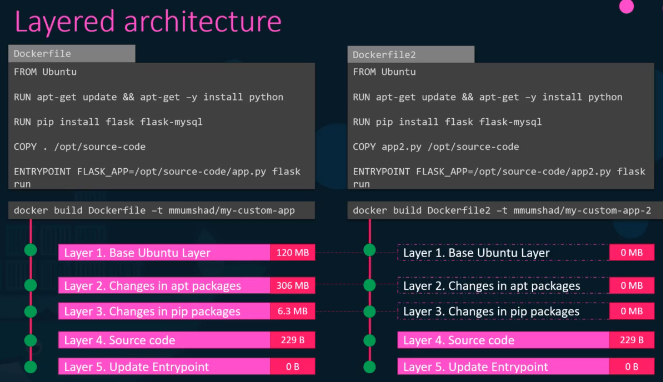 Layered architecture
Dockerfile
FROM Ubuntu
RUN apt-get update && apt-get –y install python
RUN pip install flask flask-mysql
COPY . /opt/source-code
ENTRYPOINT FLASK_APP=/opt/source-code/app.py flask
run
docker build Dockerfile –t mmumshad/my-custom-app
Layer 1. Base Ubuntu Layer 120 MB
Layer 2. Changes in apt packages 306 MB
Layer 3. Changes in pip packages 6.3 MB
Layer 4. Source code 229 B
Layer 5. Update Entrypoint 0 B
Dockerfile2
FROM Ubuntu
RUN apt-get update && apt-get –y install python
RUN pip install flask flask-mysql
COPY app2.py /opt/source-code
ENTRYPOINT FLASK_APP=/opt/source-code/app2.py flask
run
docker build Dockerfile2 –t mmumshad/my-custom-app-2
Layer 1. Base Ubuntu Layer 0 MB
Layer 2. Changes in apt packages 0 MB
Layer 3. Changes in pip packages 0 MB
Layer 4. Source code 229 B
Layer 5. Update Entrypoint 0 B